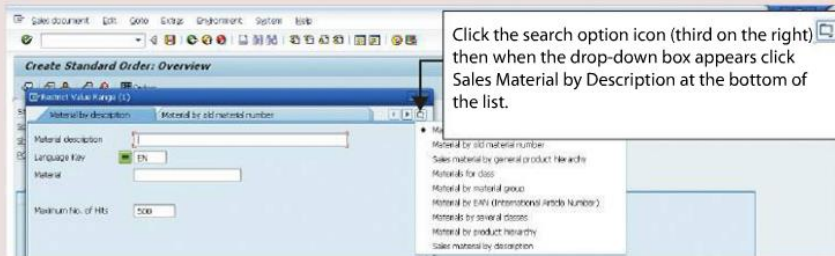 Sales document Edit Goto Extras Environment System Help
Create Standard Order: Overview
Orders
Restrict Value Range (1)
Material by description Material by old material number
Material description
Language Key EN
Material
Maximum No. of Hits 500
Click the search option icon (third on the right)
then when the drop-down box appears click
Sales Material by Description at the bottom of
the list.
Material by old material number
Sales material by general product hierarchy
Materials for class
Material by material group
Material by EAN (International Article Number)
Materials by several classes
Material by product hierarchy
Sales material by description